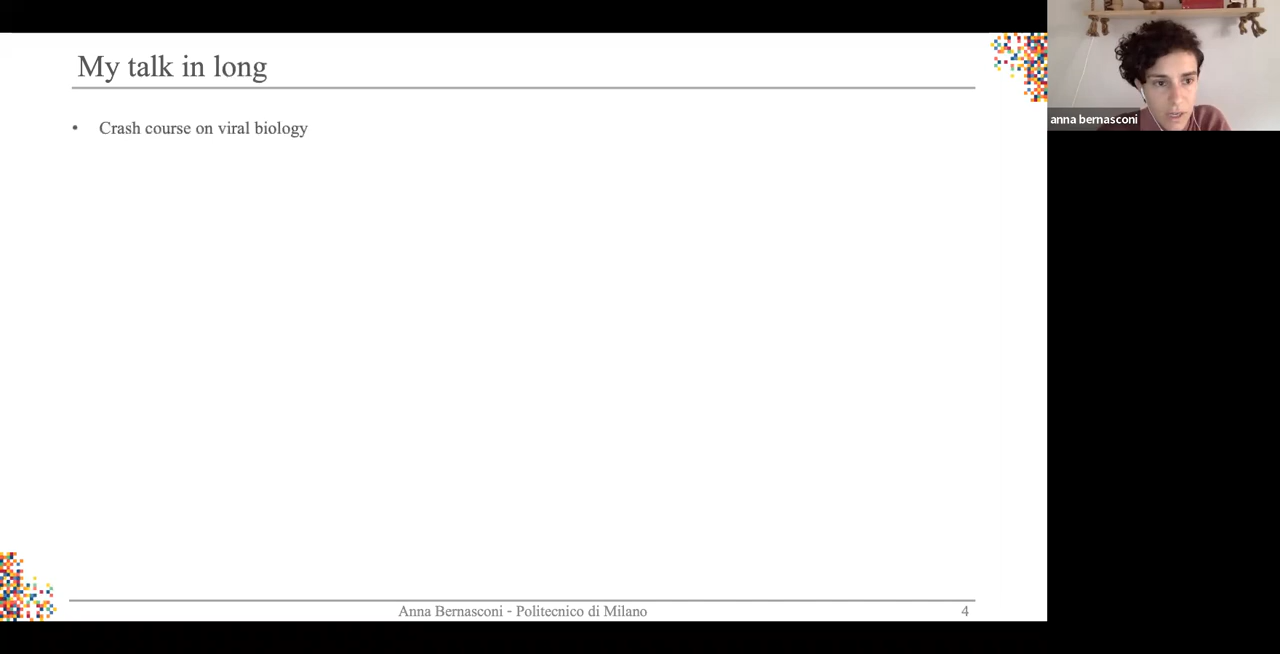 My talk in long
• Crash course on viral biology
anna bernasconi
Anna Bernasconi - Politecnico di Milano
4